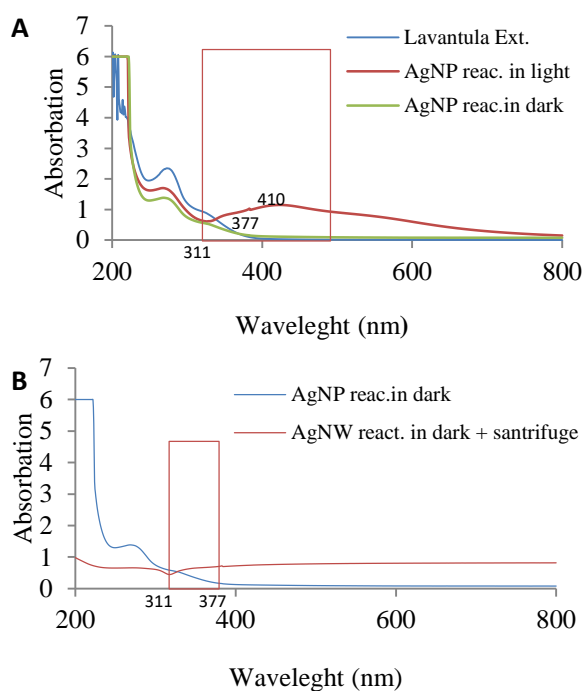 A
7
6
5
4
3
2
1
0
Absorbation
Lavantula Ext.
AgNP reac. in light
AgNP reac.in dark
410
377
311
200
400
600
800
Waveleght (nm)
B
7
6
5
4
3
2
1
0
Absorbation
AgNP reac.in dark
AgNW react. in dark + santrifuge
311
377
200
400
600
800
Waveleght (nm)